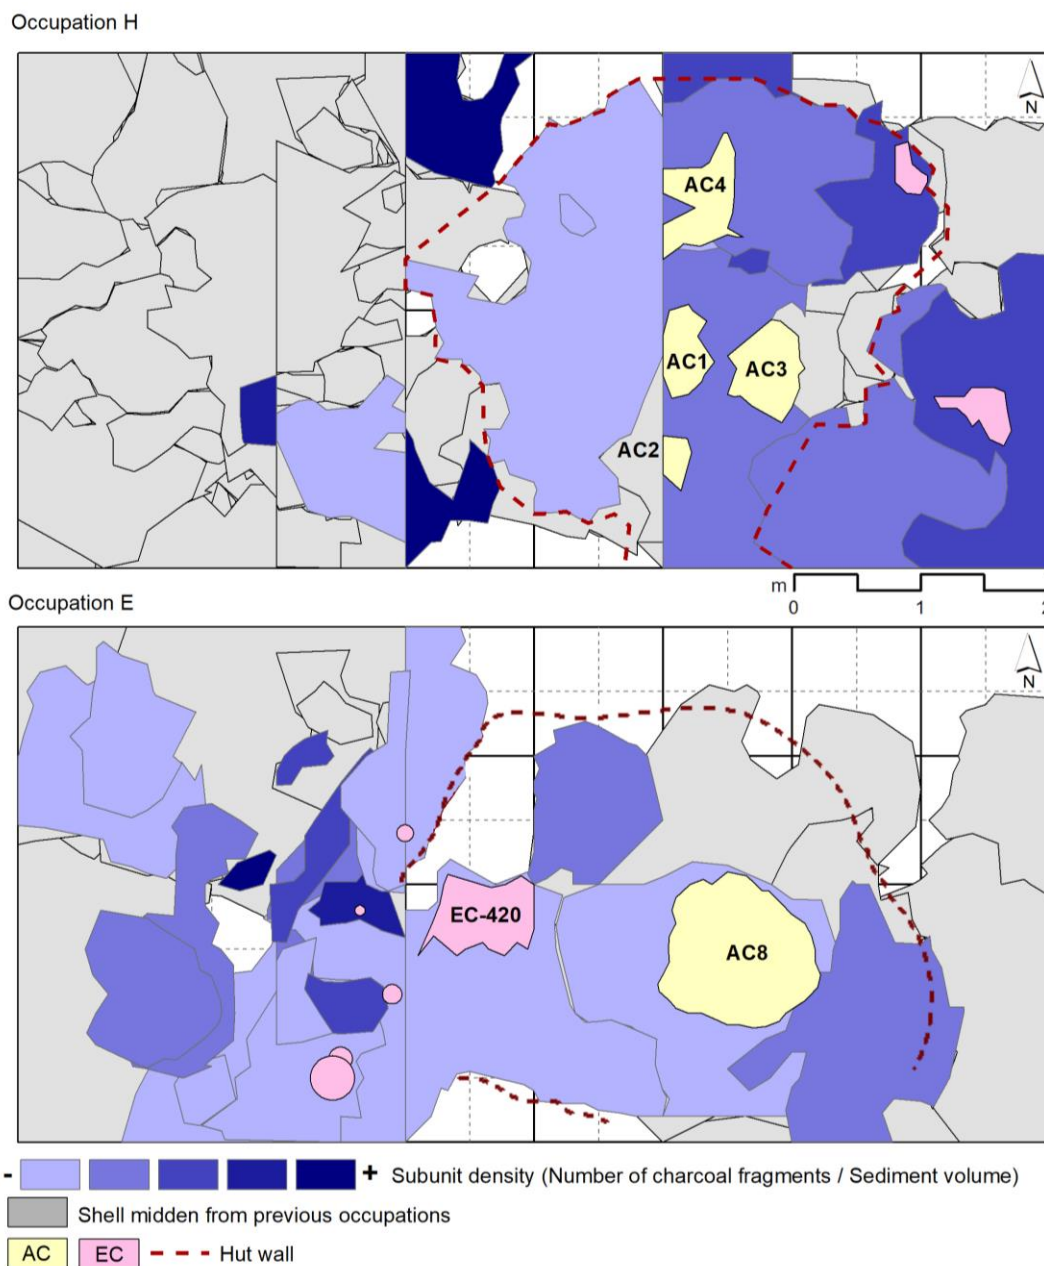 Occupation H
N
AC4
AC1
AC3
AC2
m
0
1
Occupation E
N
EC-420
AC8
- + Subunit density (Number of charcoal fragments / Sediment volume)
Shell midden from previous occupations
AC EC Hut wall